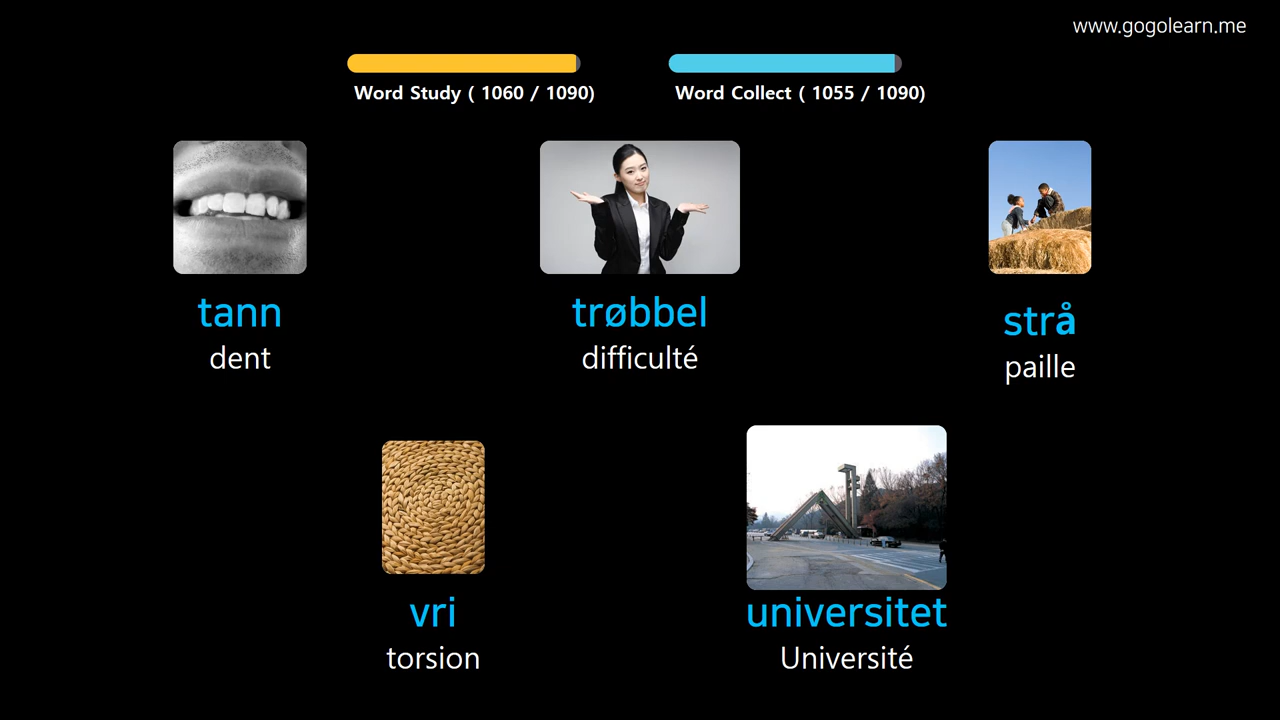 www.gogolearn.me
Word Study ( 1060 / 1090)
Word Collect ( 1055 / 1090)
tann
dent
trøbbel
difficulté
strå
paille
vri
torsion
universitet
Université